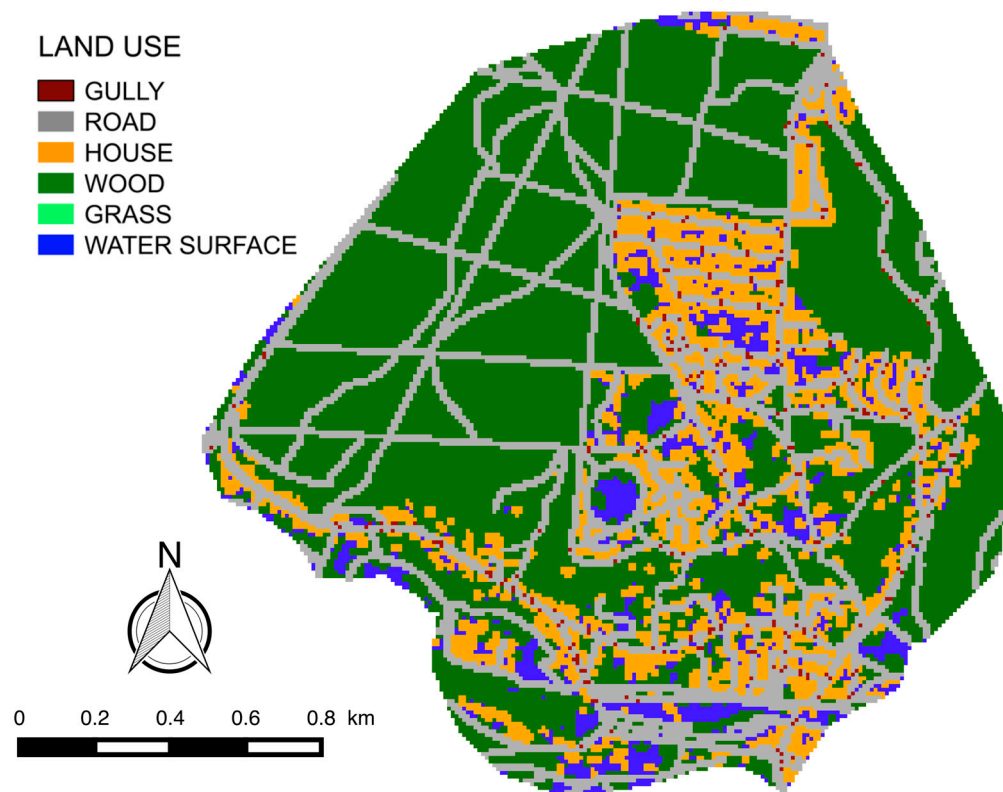 LAND USE
GULLY
ROAD
HOUSE
WOOD
GRASS
WATER SURFACE
N
0 0.2 0.4 0.6 0.8 km